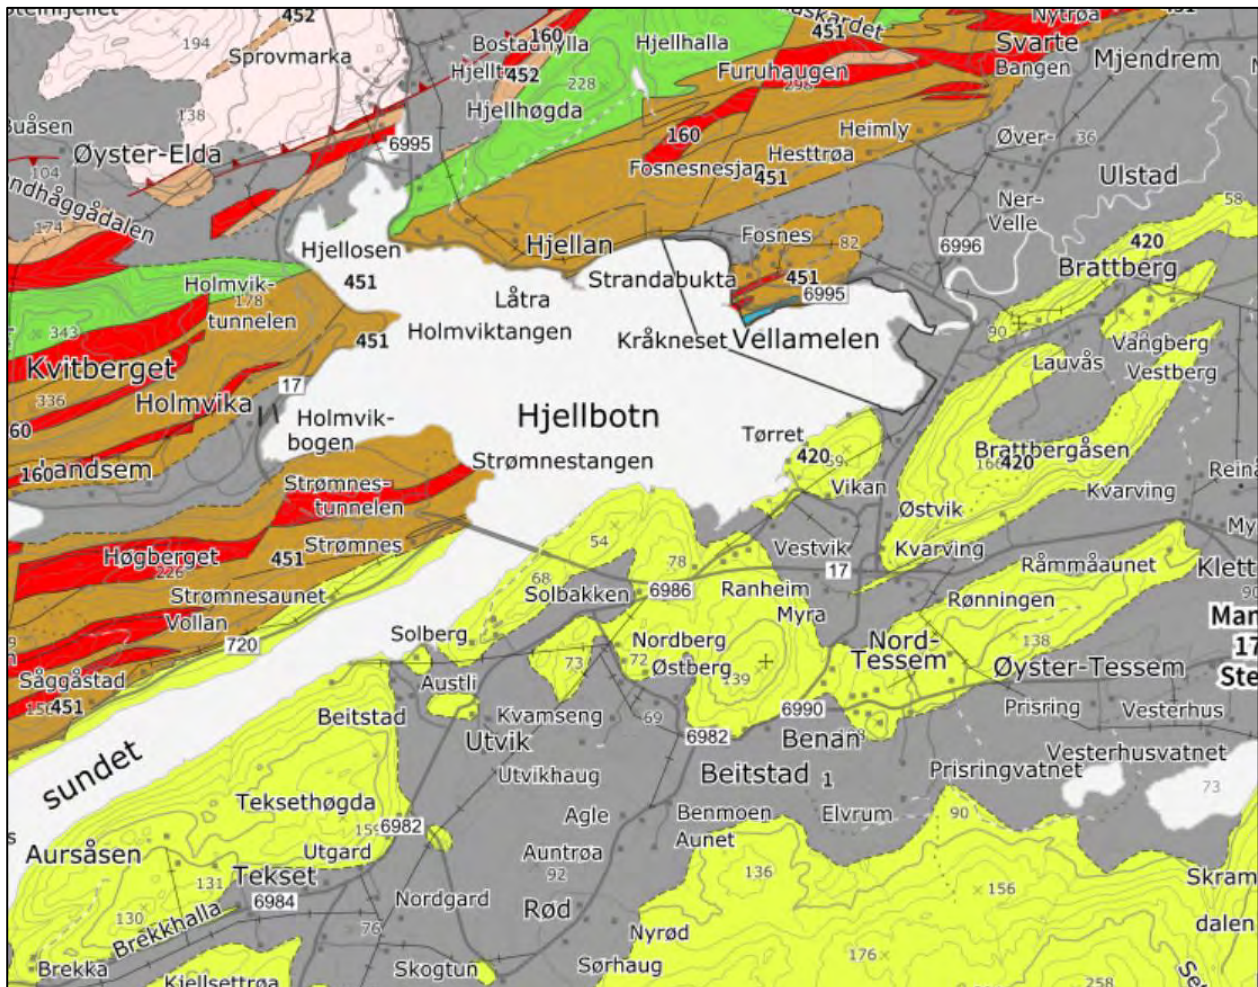 452
194
Sprovmarka
Bostadhylla
160
Hjellhalla
451
Nytrøa
Svarte
Bangen
Mjendrem
452
228
Furuhaugen
298
138
Hjellhøgda
Øyster-Elda
6995
104
160
Heimly
Øver-
36
Fosnesnesjan
451
Hesttrøa
Ulstad
174
Ner-
Velle
58
Hjellosen
Hjellan
Fosnes
82
6996
420
Brattberg
451
Holmvik-
tunnelen
178
Låtra
Strandabukta
451
6995
343
451
Holmviktangen
Kråkneset
Vellamelen
90
Vangberg
Kvitberget
17
Lauvås
Vestberg
336
Holmvika
Holmvik-
bogen
Hjellbotn
Tørret
420
Brattbergåsen
420
160
Strømnestangen
Vikan
Kvarving
Strømnes-
tunnelen
Østvik
Høgberget
226
451
Strømnes
54
78
Vestvik
Kvarving
17
Råmmåaunet
Strømnesaunet
68
Solbakken
6986
Ranheim
Myra
Rønningen
90
Vollan
720
Solberg
Nordberg
Nord-
Tessem
138
17
Såggåstad
451
73
72
Østberg
139
Øyster-Tessem
Austli
Beitstad
Kvamseng
69
6990
Prisring
Vesterhus
Utvik
6982
Benan
sundet
Utvikhaug
Beitstad
1
Vesterhusvatnet
Prisringvatnet
73
Teksethøgda
6982
Agle
Benmoen
Elvrum
90
Aunet
Aursåsen
Utgard
Auntrøa
92
136
156
131
Tekset
6984
Nordgard
Rød
130
Brekkhalla
76
Nyrød
dalen
176
Brekka
Skogtun
Sørhaug
258
Kjellsettrøa